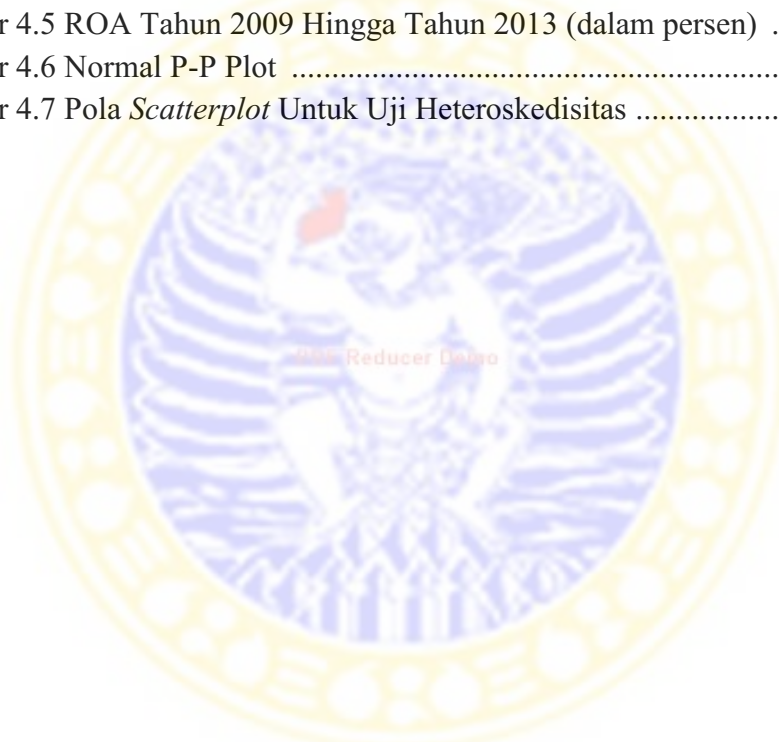 r 4.5 ROA Tahun 2009 Hingga Tahun 2013 (dalam persen) .
r 4.6 Normal P-P Plot ............................................................
r 4.7 Pola Scatterplot Untuk Uji Heteroskedisitas ..................
PDF Reducer Demo